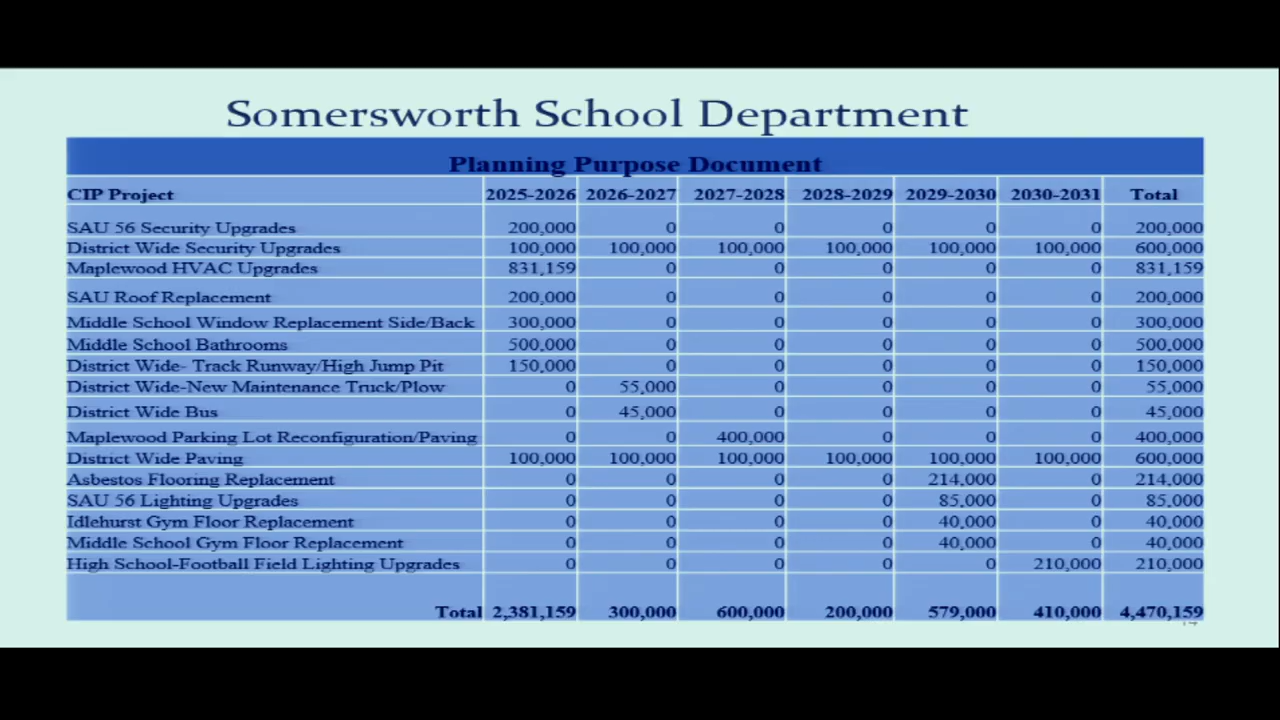 Somersworth School Department
Planning Purpose Document
CIP Project 2025-2026 2026-2027 2027-2028 2028-2029 2029-2030 2030-2031 Total
SAU 56 Security Upgrades 200,000 0 0 0 0 0 200,000
District Wide Security Upgrades 100,000 100,000 100,000 100,000 100,000 100,000 600,000
Maplewood HVAC Upgrades 831,159 0 0 0 0 0 831,159
SAU Roof Replacement 200,000 0 0 0 0 0 200,000
Middle School Window Replacement Side/Back 300,000 0 0 0 0 0 300,000
Middle School Bathrooms 500,000 0 0 0 0 0 500,000
District Wide- Track Runway/High Jump Pit 150,000 0 0 0 0 0 150,000
District Wide-New Maintenance Truck/Plow 0 55,000 0 0 0 0 55,000
District Wide Bus 0 45,000 0 0 0 0 45,000
Maplewood Parking Lot Reconfiguration/Paving 0 0 400,000 0 0 0 400,000
District Wide Paving 100,000 100,000 100,000 100,000 100,000 100,000 600,000
Asbestos Flooring Replacement 0 0 0 0 214,000 0 214,000
SAU 56 Lighting Upgrades 0 0 0 0 85,000 0 85,000
Idlehurst Gym Floor Replacement 0 0 0 0 40,000 0 40,000
Middle School Gym Floor Replacement 0 0 0 0 40,000 0 40,000
High School-Football Field Lighting Upgrades 0 0 0 0 0 210,000 210,000
Total 2,381,159 300,000 600,000 200,000 579,000 410,000 4,470,159